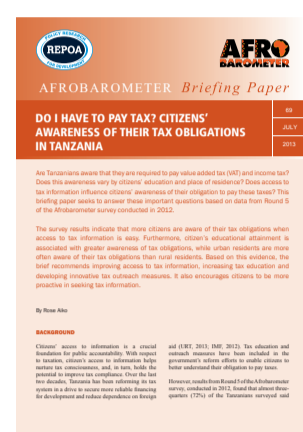 POLICY RESEARCH
REPOA
FOR DEVELOPMENT
AFRO
BAROMETER
AFROBAROMETER Briefing Paper
DO I HAVE TO PAY TAX? CITIZENS'
AWARENESS OF THEIR TAX OBLIGATIONS
IN TANZANIA
69
JULY
2013
Are Tanzanians aware that they are required to pay value added tax (VAT) and income tax?
Does this awareness vary by citizens' education and place of residence? Does access to
tax information influence citizens' awareness of their obligation to pay these taxes? This
briefing paper seeks to answer these important questions based on data from Round 5
of the Afrobarometer survey conducted in 2012.
The survey results indicate that more citizens are aware of their tax obligations when
access to tax information is easy. Furthermore, citizen's educational attainment is
associated with greater awareness of tax obligations, while urban residents are more
often aware of their tax obligations than rural residents. Based on this evidence, the
brief recommends improving access to tax information, increasing tax education and
developing innovative tax outreach measures. It also encourages citizens to be more
proactive in seeking tax information.
By Rose Aiko
BACKGROUND
Citizens' access to information is a crucial
foundation for public accountability. With respect
to taxation, citizen's access to information helps
nurture tax consciousness, and, in turn, holds the
potential to improve tax compliance. Over the last
two decades, Tanzania has been reforming its tax
system in a drive to secure more reliable financing
for development and reduce dependence on foreign
aid (URT, 2013; IMF, 2012). Tax education and
outreach measures have been included in the
government's reform efforts to enable citizens to
better understand their obligation to pay taxes.
However, results from Round 5 of the Afrobarometer
survey, conducted in 2012, found that almost three-
quarters (72%) of the Tanzanians surveyed said